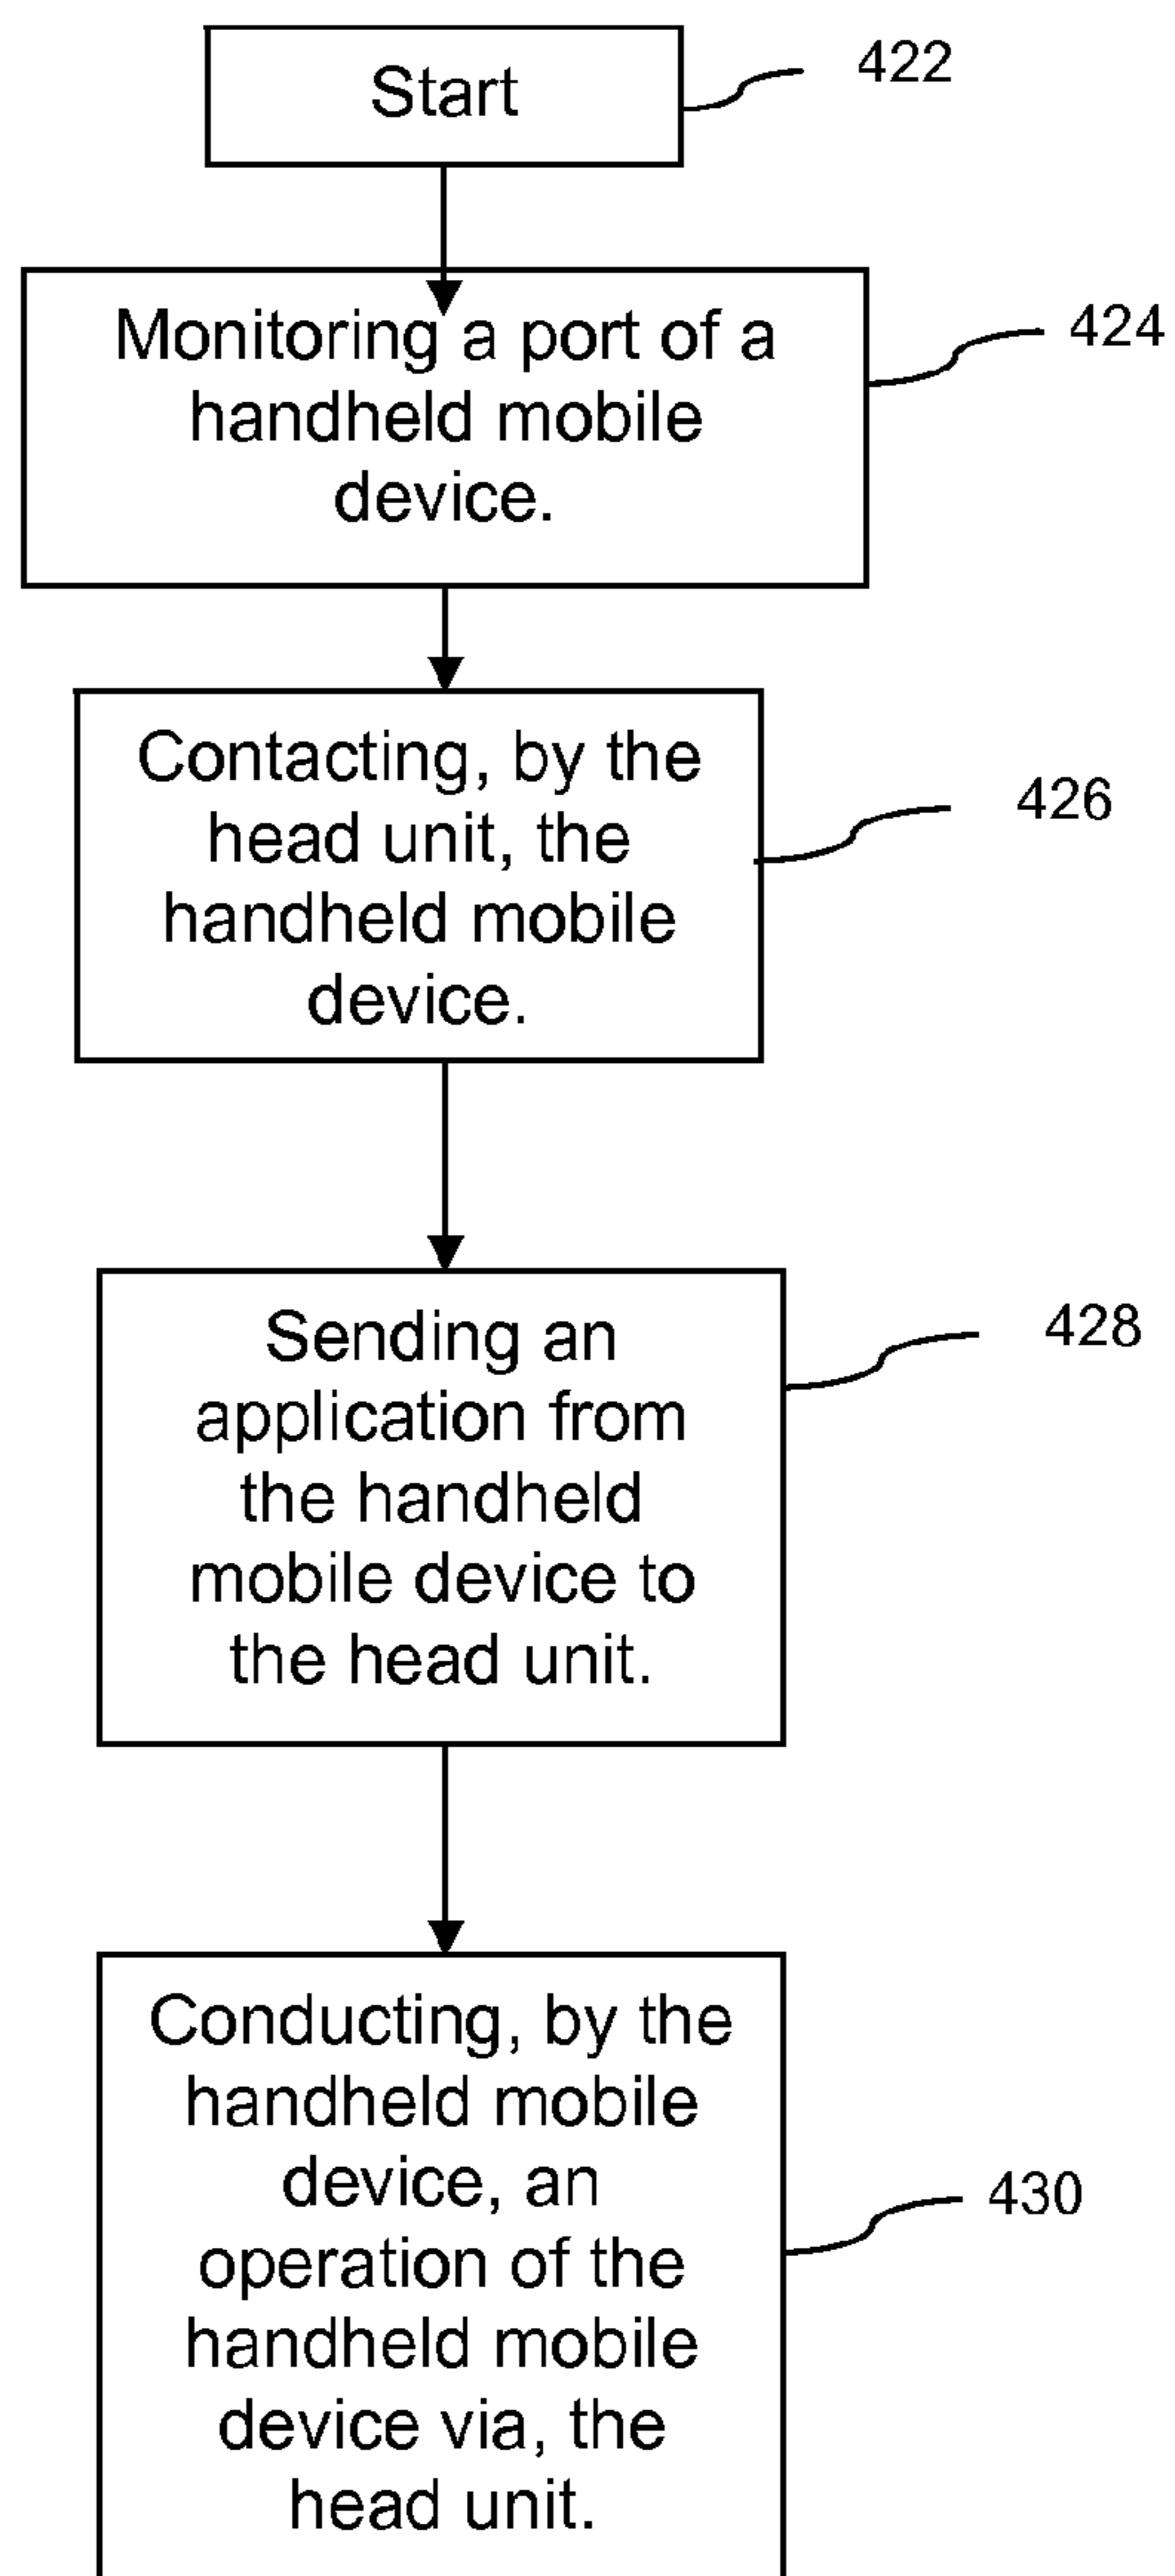 Start
422
Monitoring a port of a
handheld mobile
device.
424
Contacting, by the
head unit, the
handheld mobile
device.
426
Sending an
application from
the handheld
mobile device to
the head unit.
428
Conducting, by the
handheld mobile
device, an
operation of the
handheld mobile
device via, the
head unit.
430